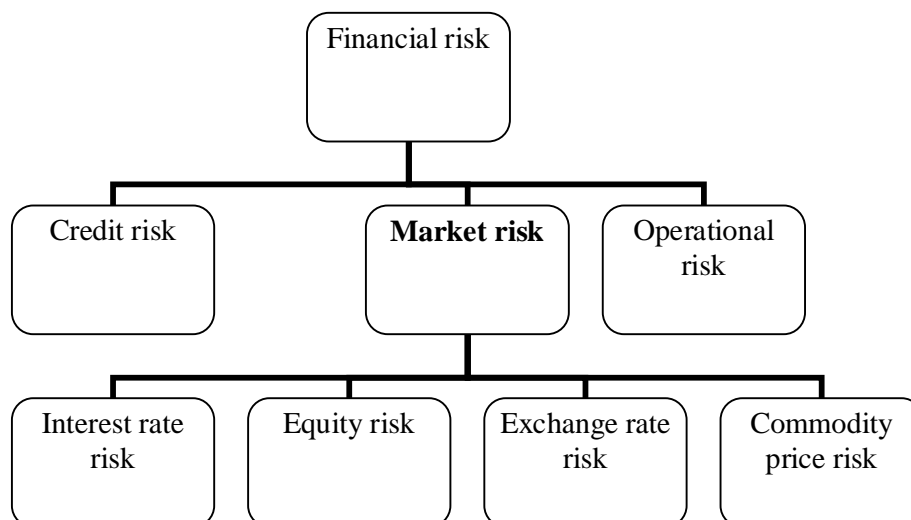 Financial risk
Credit risk
Market risk
Operational
risk
Interest rate
risk
Equity risk
Exchange rate
risk
Commodity
price risk